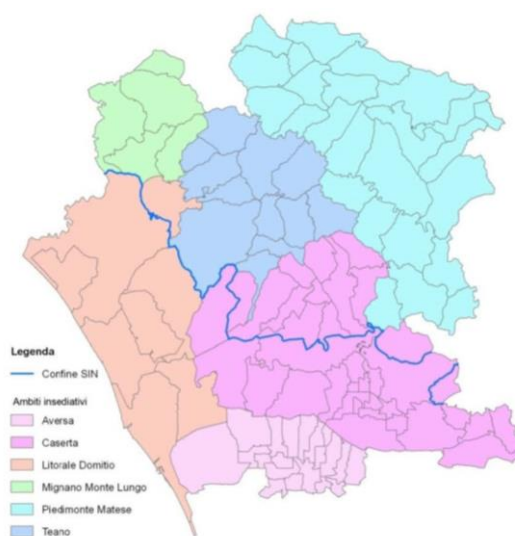 Legenda
Confine SIN
Ambiti insediativi
Aversa
Caserta
Litorale Domitio
Mignano Monte Lungo
Piedimonte Matese
Teano